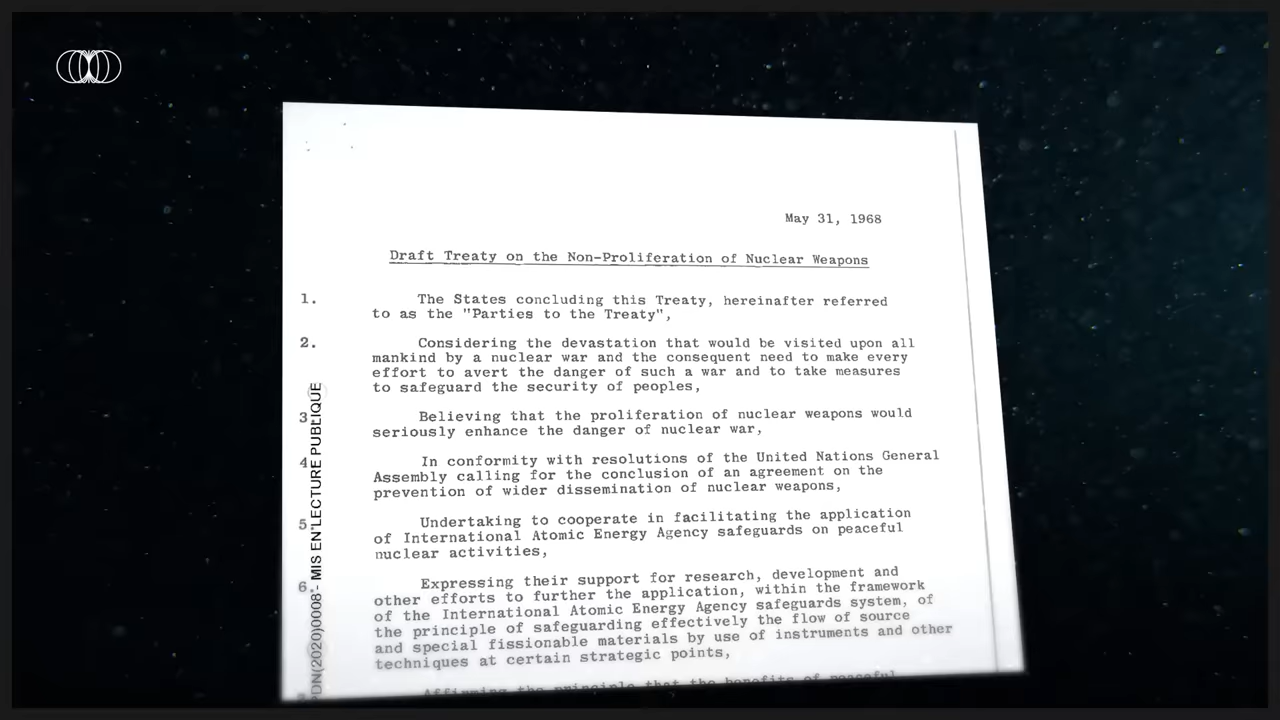 May 31, 1968
Draft Treaty on the Non-Proliferation of Nuclear Weapons
1. The States concluding this Treaty, hereinafter referred
to as the "Parties to the Treaty",
2. Considering the devastation that would be visited upon all
mankind by a nuclear war and the consequent need to make every
effort to avert the danger of such a war and to take measures
to safeguard the security of peoples,
3 Believing that the proliferation of nuclear weapons would
seriously enhance the danger of nuclear war,
4 In conformity with resolutions of the United Nations General
Assembly calling for the conclusion of an agreement on the
prevention of wider dissemination of nuclear weapons,
5 Undertaking to cooperate in facilitating the application
of International Atomic Energy Agency safeguards on peaceful
nuclear activities,
6. Expressing their support for research, development and
other efforts to further the application, within the framework
of the International Atomic Energy Agency safeguards system, of
the principle of safeguarding effectively the flow of source
and special fissionable materials by use of instruments and other
techniques at certain strategic points,
Affirming the principle that the benefits of peaceful
PDN(2020)0008 - MIS EN LECTURE PUBLIQUE